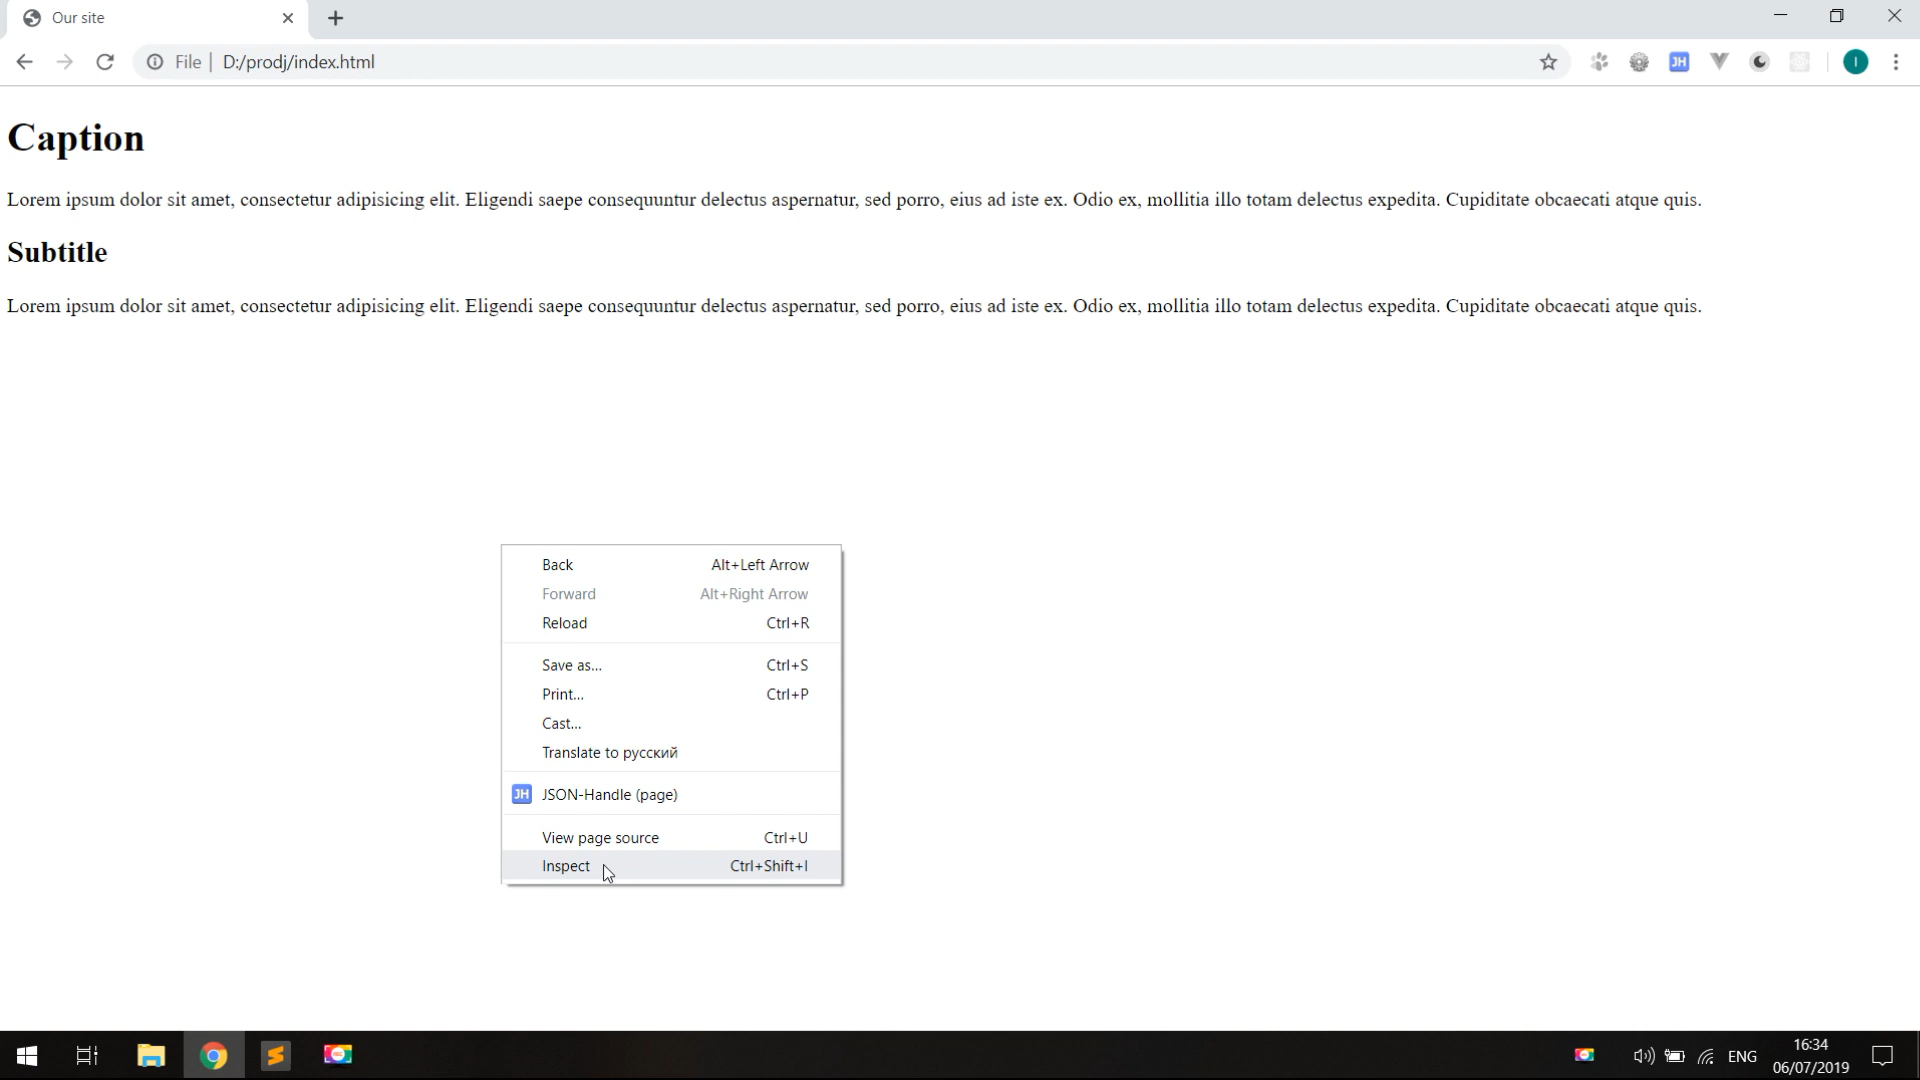 Our site
File
D:/prodj/index.html
JH
I
Caption
Lorem ipsum dolor sit amet, consectetur adipisicing elit. Eligendi saepe consequuntur delectus aspernatur, sed porro, eius ad iste ex. Odio ex, mollitia illo totam delectus expedita. Cupiditate obcaecati atque quis.
Subtitle
Lorem ipsum dolor sit amet, consectetur adipisicing elit. Eligendi saepe consequuntur delectus aspernatur, sed porro, eius ad iste ex. Odio ex, mollitia illo totam delectus expedita. Cupiditate obcaecati atque quis.
Back Alt+Left Arrow
Forward Alt+Right Arrow
Reload Ctrl+R
Save as... Ctrl+S
Print... Ctrl+P
Cast...
Translate to русский
JH JSON-Handle (page)
View page source Ctrl+U
Inspect Ctrl+Shift+I
ENG
16:34
06/07/2019